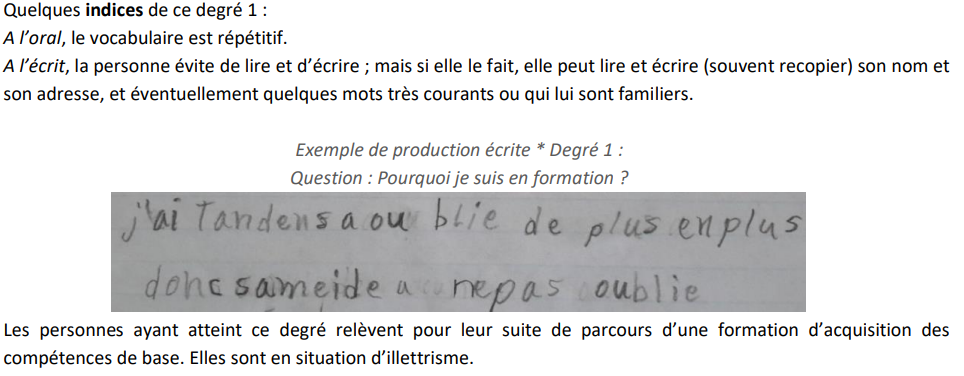 Quelques indices de ce degré 1 :
A l’oral, le vocabulaire est répétitif.
A l’écrit, la personne évite de lire et d’écrire ; mais si elle le fait, elle peut lire et écrire (souvent recopier) son nom et
son adresse, et éventuellement quelques mots très courants ou qui lui sont familiers.
Exemple de production écrite * Degré 1 :
Question : Pourquoi je suis en formation ?
j'ai Tandens a ou blie de plus enplus
donc sameide a nepas oublie
Les personnes ayant atteint ce degré relèvent pour leur suite de parcours d’une formation d’acquisition des
compétences de base. Elles sont en situation d’illettrisme.